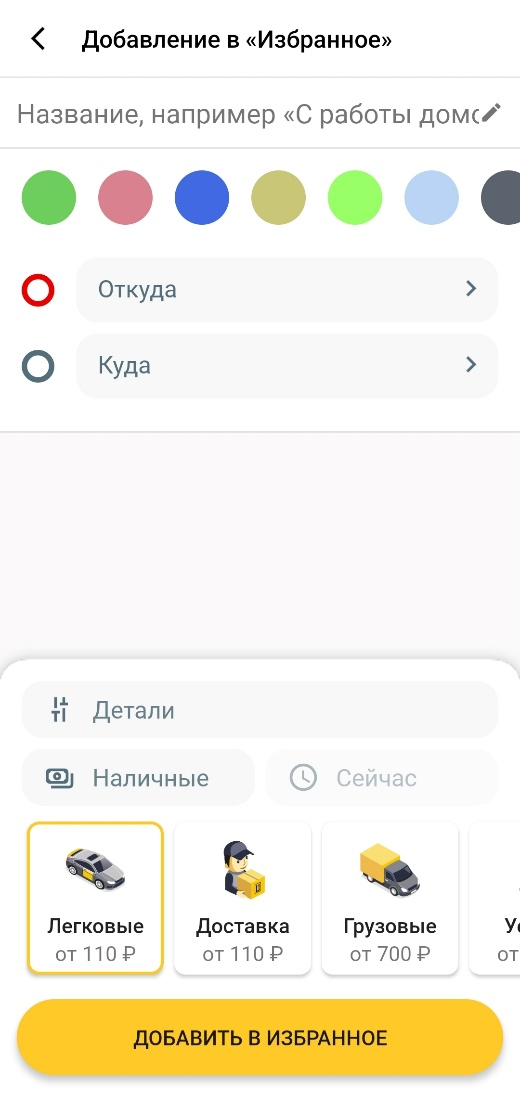 Добавление в «Избранное»
Название, например «С работы домо
Откуда
Куда
Детали
Наличные
Сейчас
Легковые
от 110 ₽
Доставка
от 110 ₽
Грузовые
от 700 ₽
от
ДОБАВИТЬ В ИЗБРАННОЕ